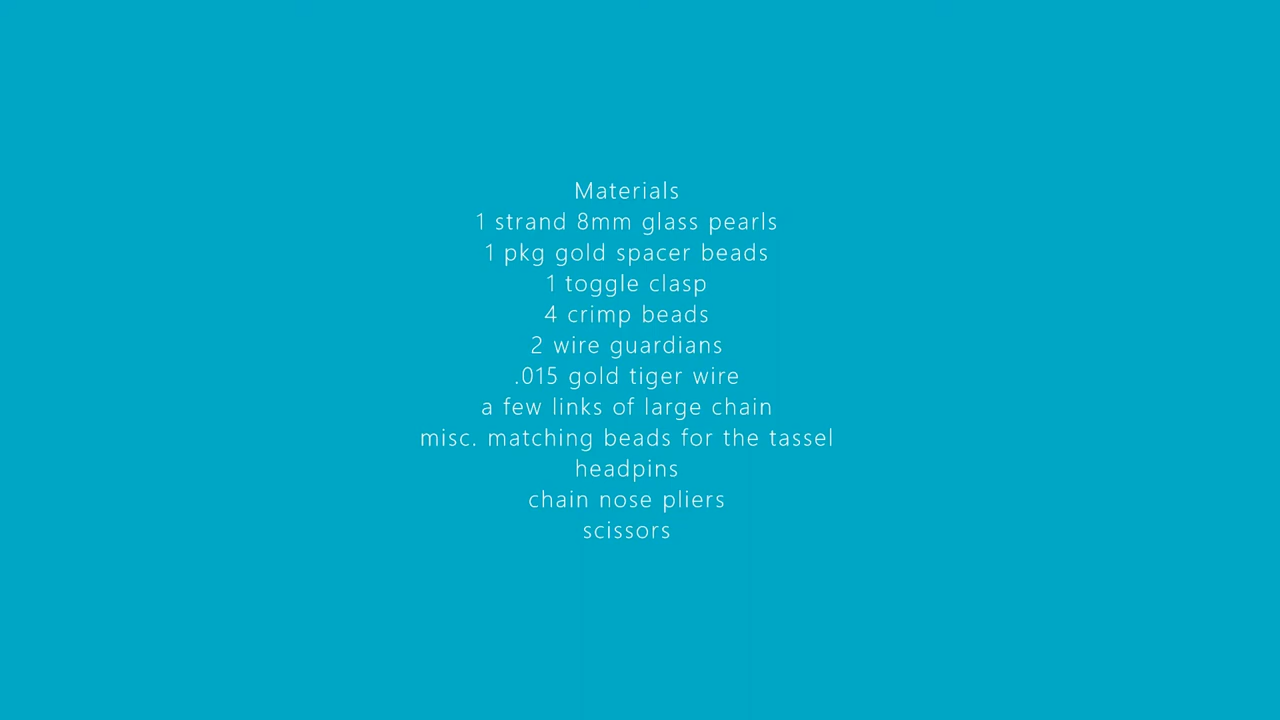 Materials
1 strand 8mm glass pearls
1 pkg gold spacer beads
1 toggle clasp
4 crimp beads
2 wire guardians
.015 gold tiger wire
a few links of large chain
misc. matching beads for the tassel
headpins
chain nose pliers
scissors